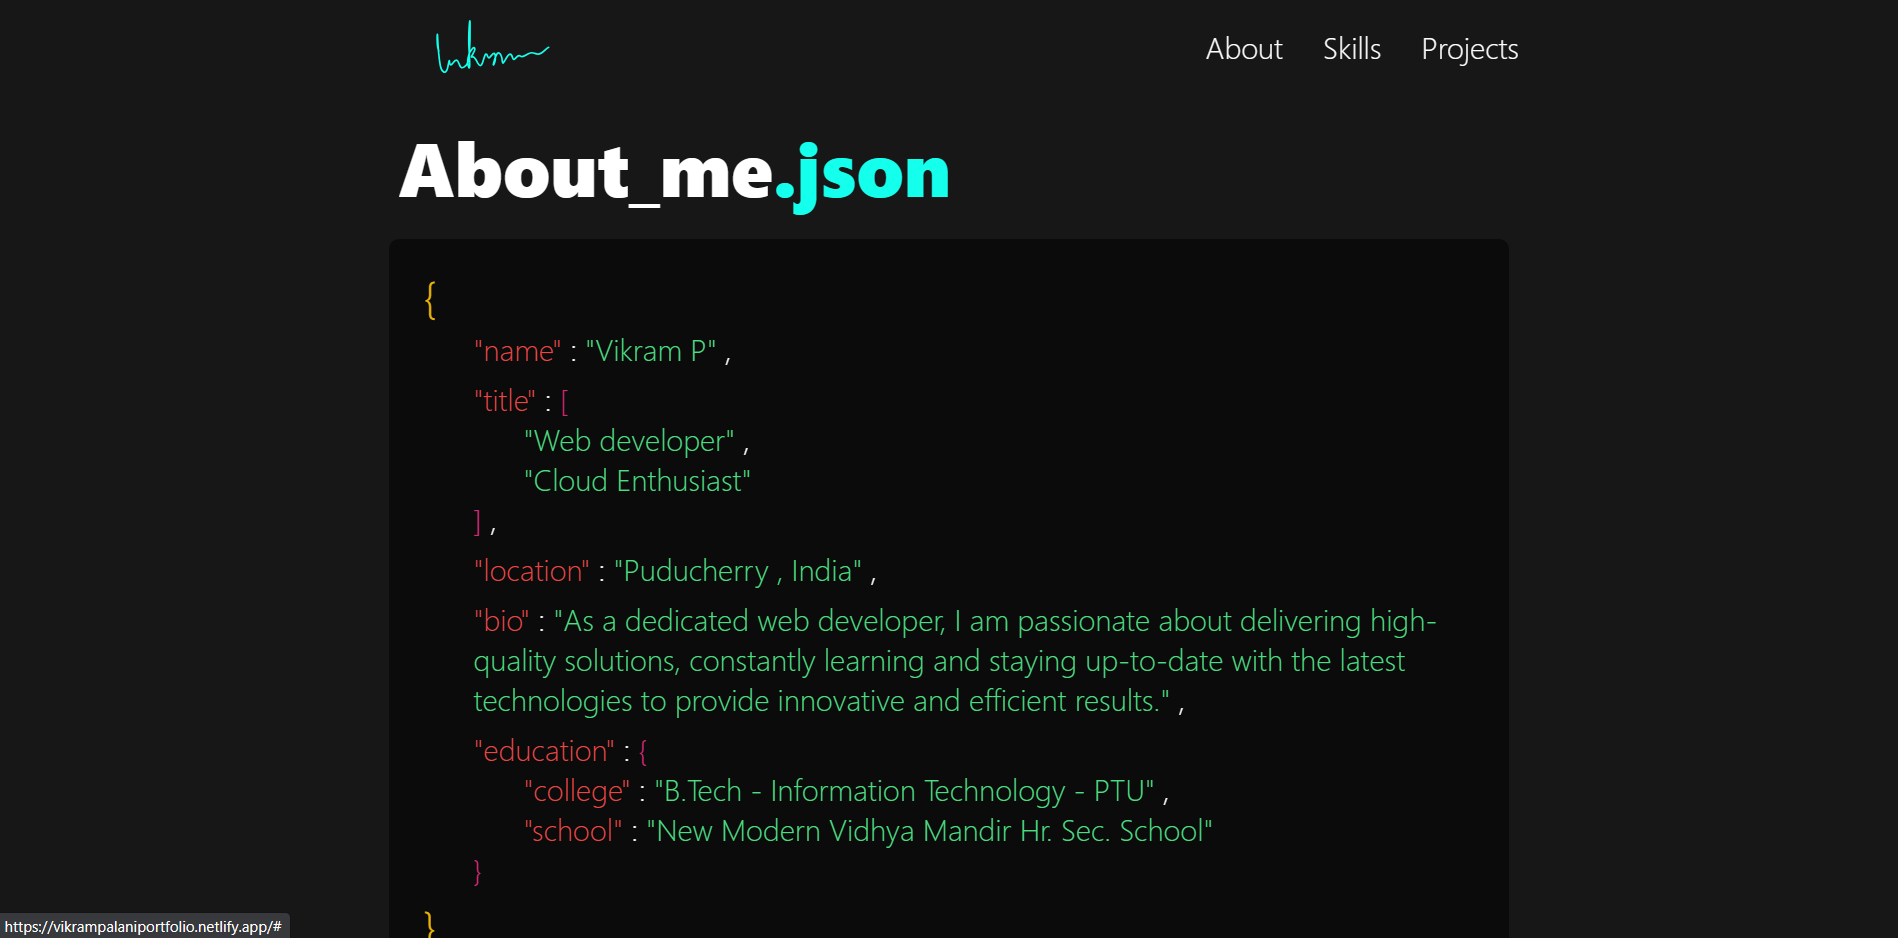 Vikram
About Skills Projects
About_me.json
{
"name" : "Vikram P" ,
"title" : [
"Web developer" ,
"Cloud Enthusiast"
] ,
"location" : "Puducherry , India" ,
"bio" : "As a dedicated web developer, I am passionate about delivering high-
quality solutions, constantly learning and staying up-to-date with the latest
technologies to provide innovative and efficient results." ,
"education" : {
"college" : "B.Tech - Information Technology - PTU" ,
"school" : "New Modern Vidhya Mandir Hr. Sec. School"
}
}
https://vikrampalaniportfolio.netlify.app/#